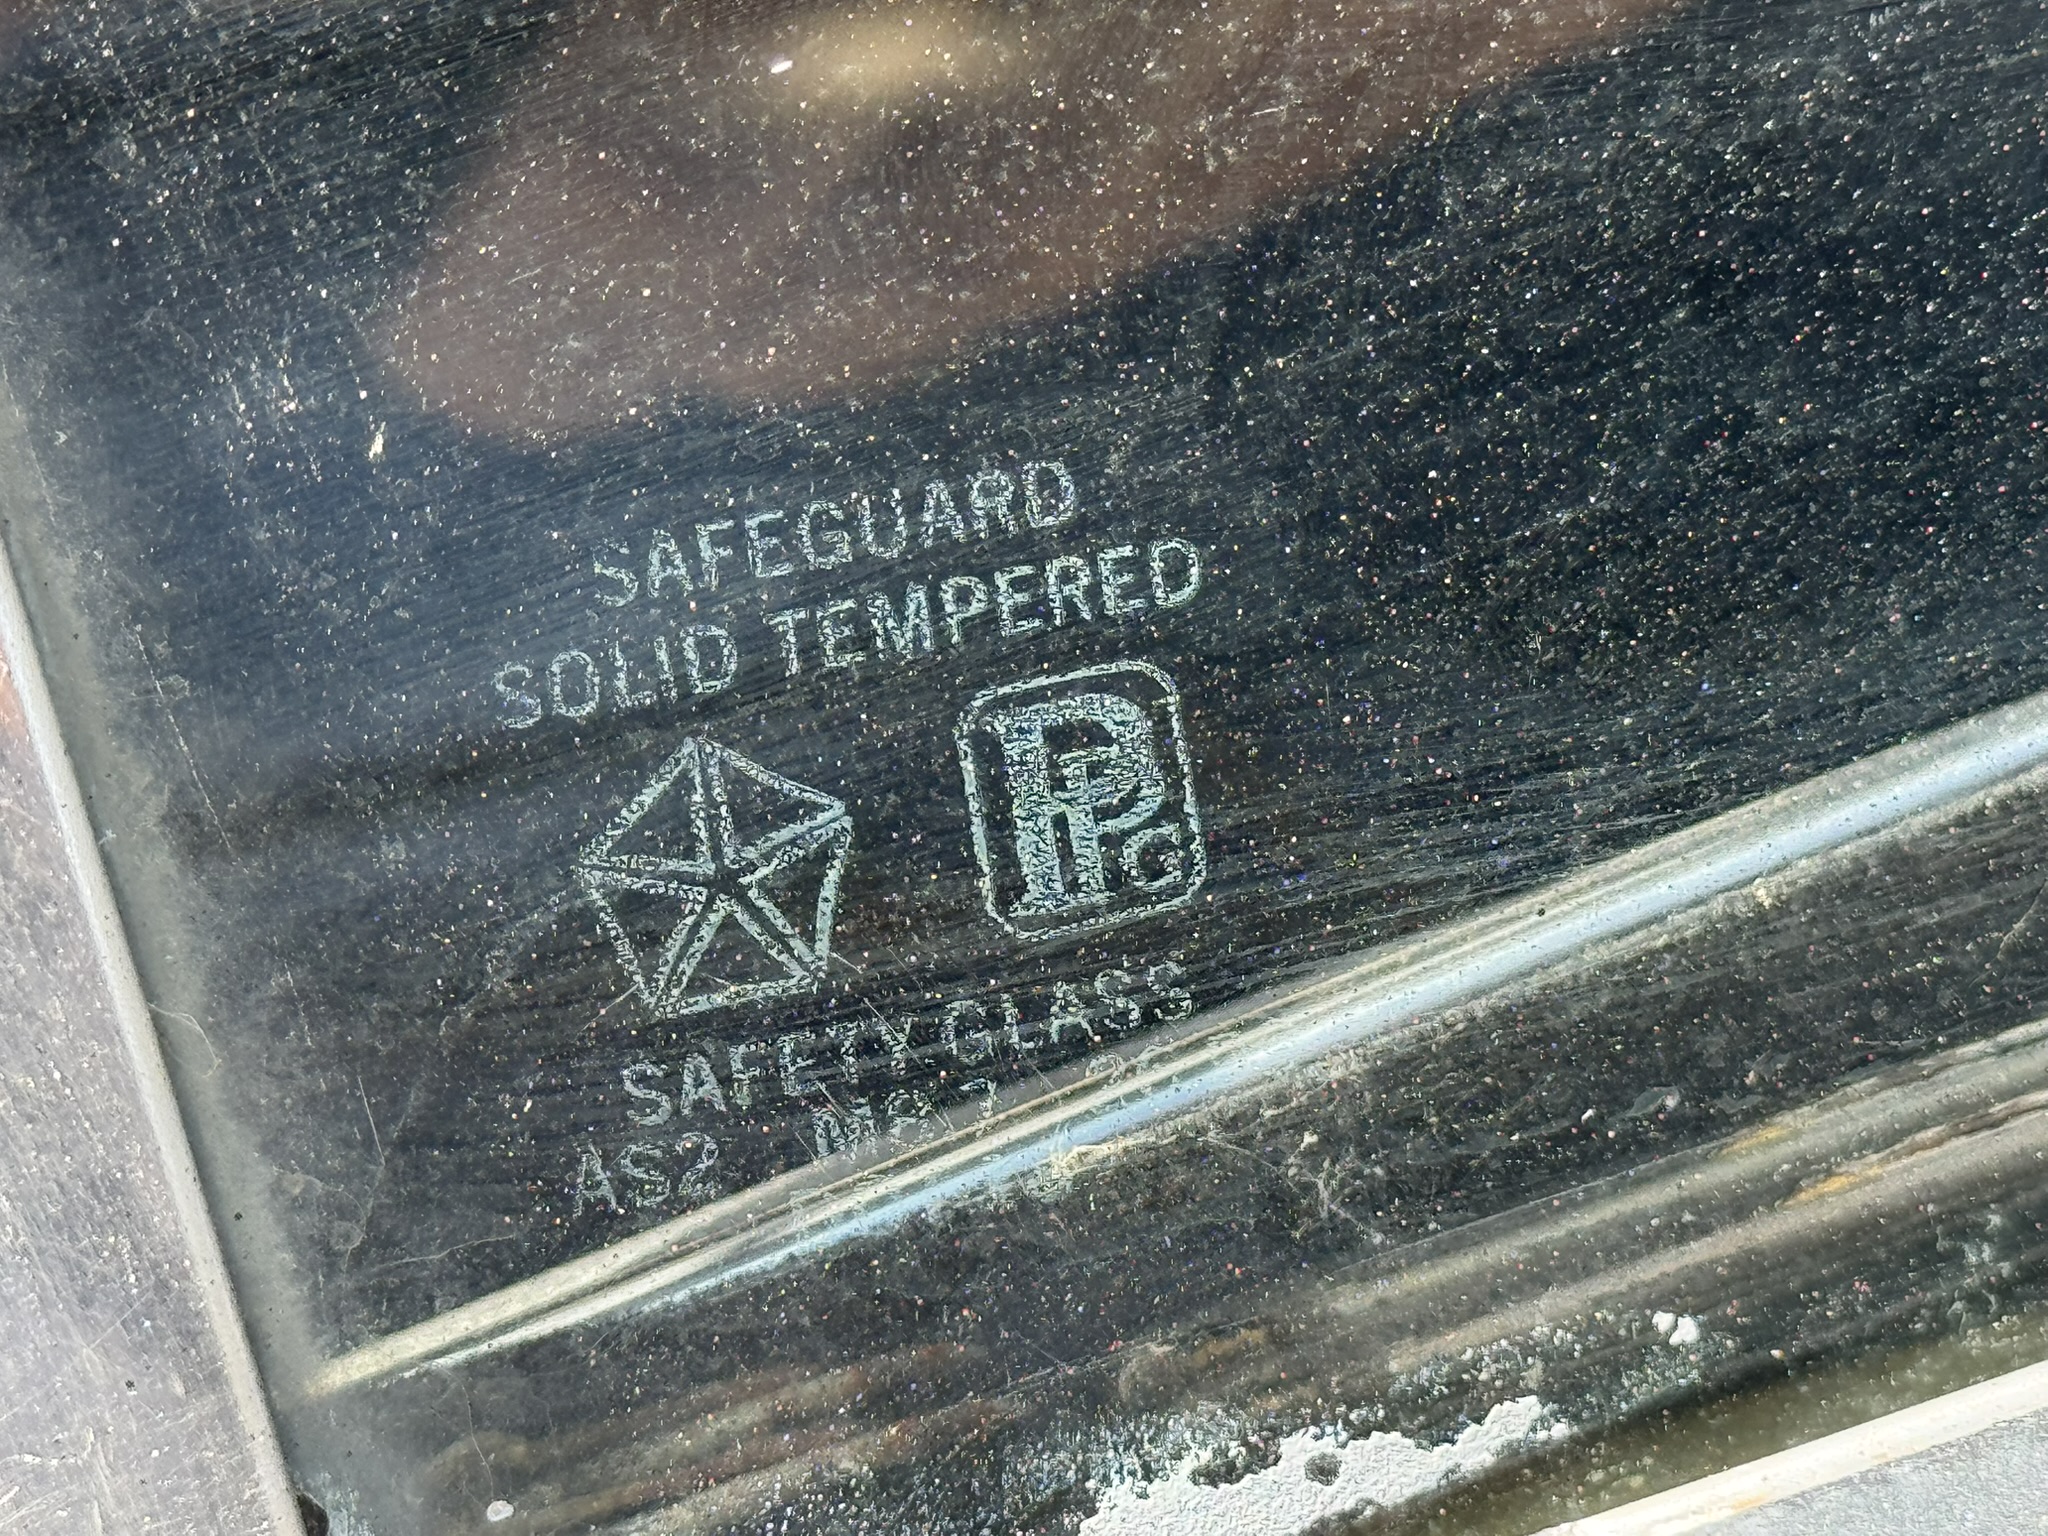 SAFEGUARD
SOLID TEMPERED
PPG
SAFETY GLASS
AS2